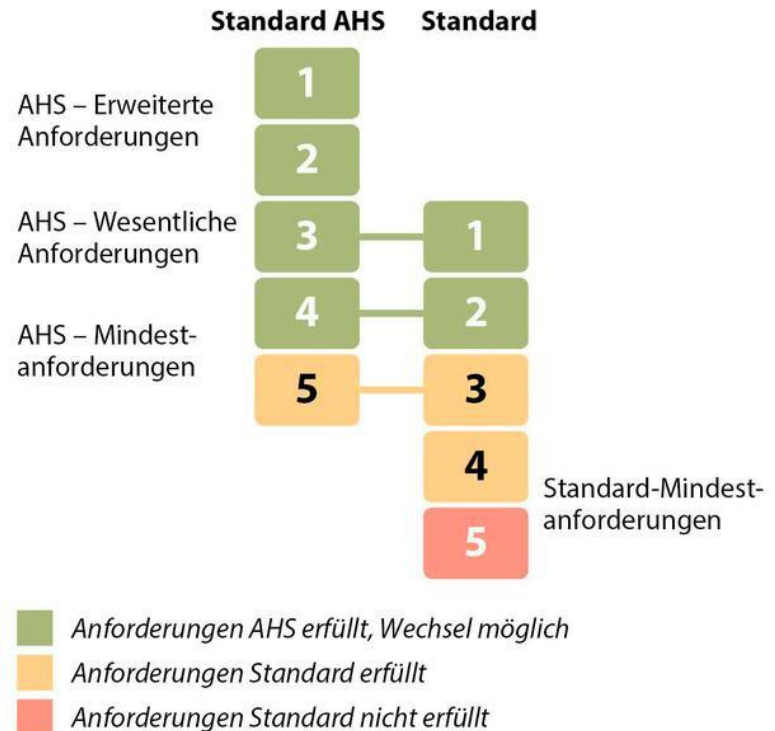 Standard AHS Standard
1
AHS – Erweiterte
Anforderungen
2
AHS – Wesentliche
Anforderungen
3 1
4 2
AHS – Mindest-
anforderungen
5 3
4
Standard-Mindest-
anforderungen
5
Anforderungen AHS erfüllt, Wechsel möglich
Anforderungen Standard erfüllt
Anforderungen Standard nicht erfüllt